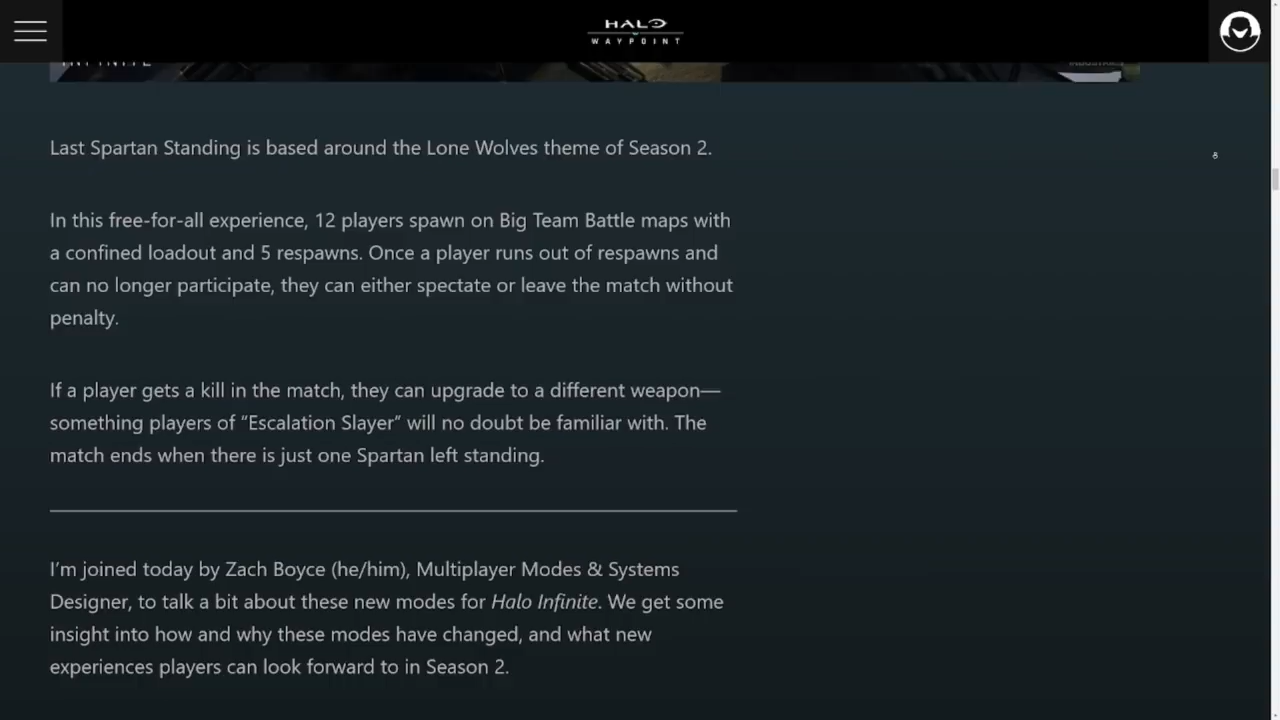 HALO
WAYPOINT
INFINITE
Last Spartan Standing is based around the Lone Wolves theme of Season 2.
In this free-for-all experience, 12 players spawn on Big Team Battle maps with
a confined loadout and 5 respawns. Once a player runs out of respawns and
can no longer participate, they can either spectate or leave the match without
penalty.
If a player gets a kill in the match, they can upgrade to a different weapon—
something players of “Escalation Slayer” will no doubt be familiar with. The
match ends when there is just one Spartan left standing.
I’m joined today by Zach Boyce (he/him), Multiplayer Modes & Systems
Designer, to talk a bit about these new modes for Halo Infinite. We get some
insight into how and why these modes have changed, and what new
experiences players can look forward to in Season 2.